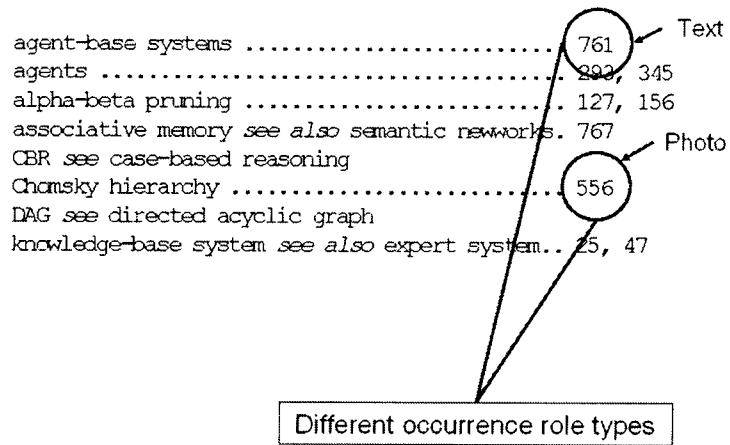 agent-base systems .............................. 761
Text
agents ............................................ 293, 345
alpha-beta pruning .............................. 127, 156
associative memory see also semantic newworks. 767
Photo
CBR see case-based reasoning
Chomsky hierarchy ............................... 556
DAG see directed acyclic graph
knowledge-base system see also expert system.. 25, 47
Different occurrence role types